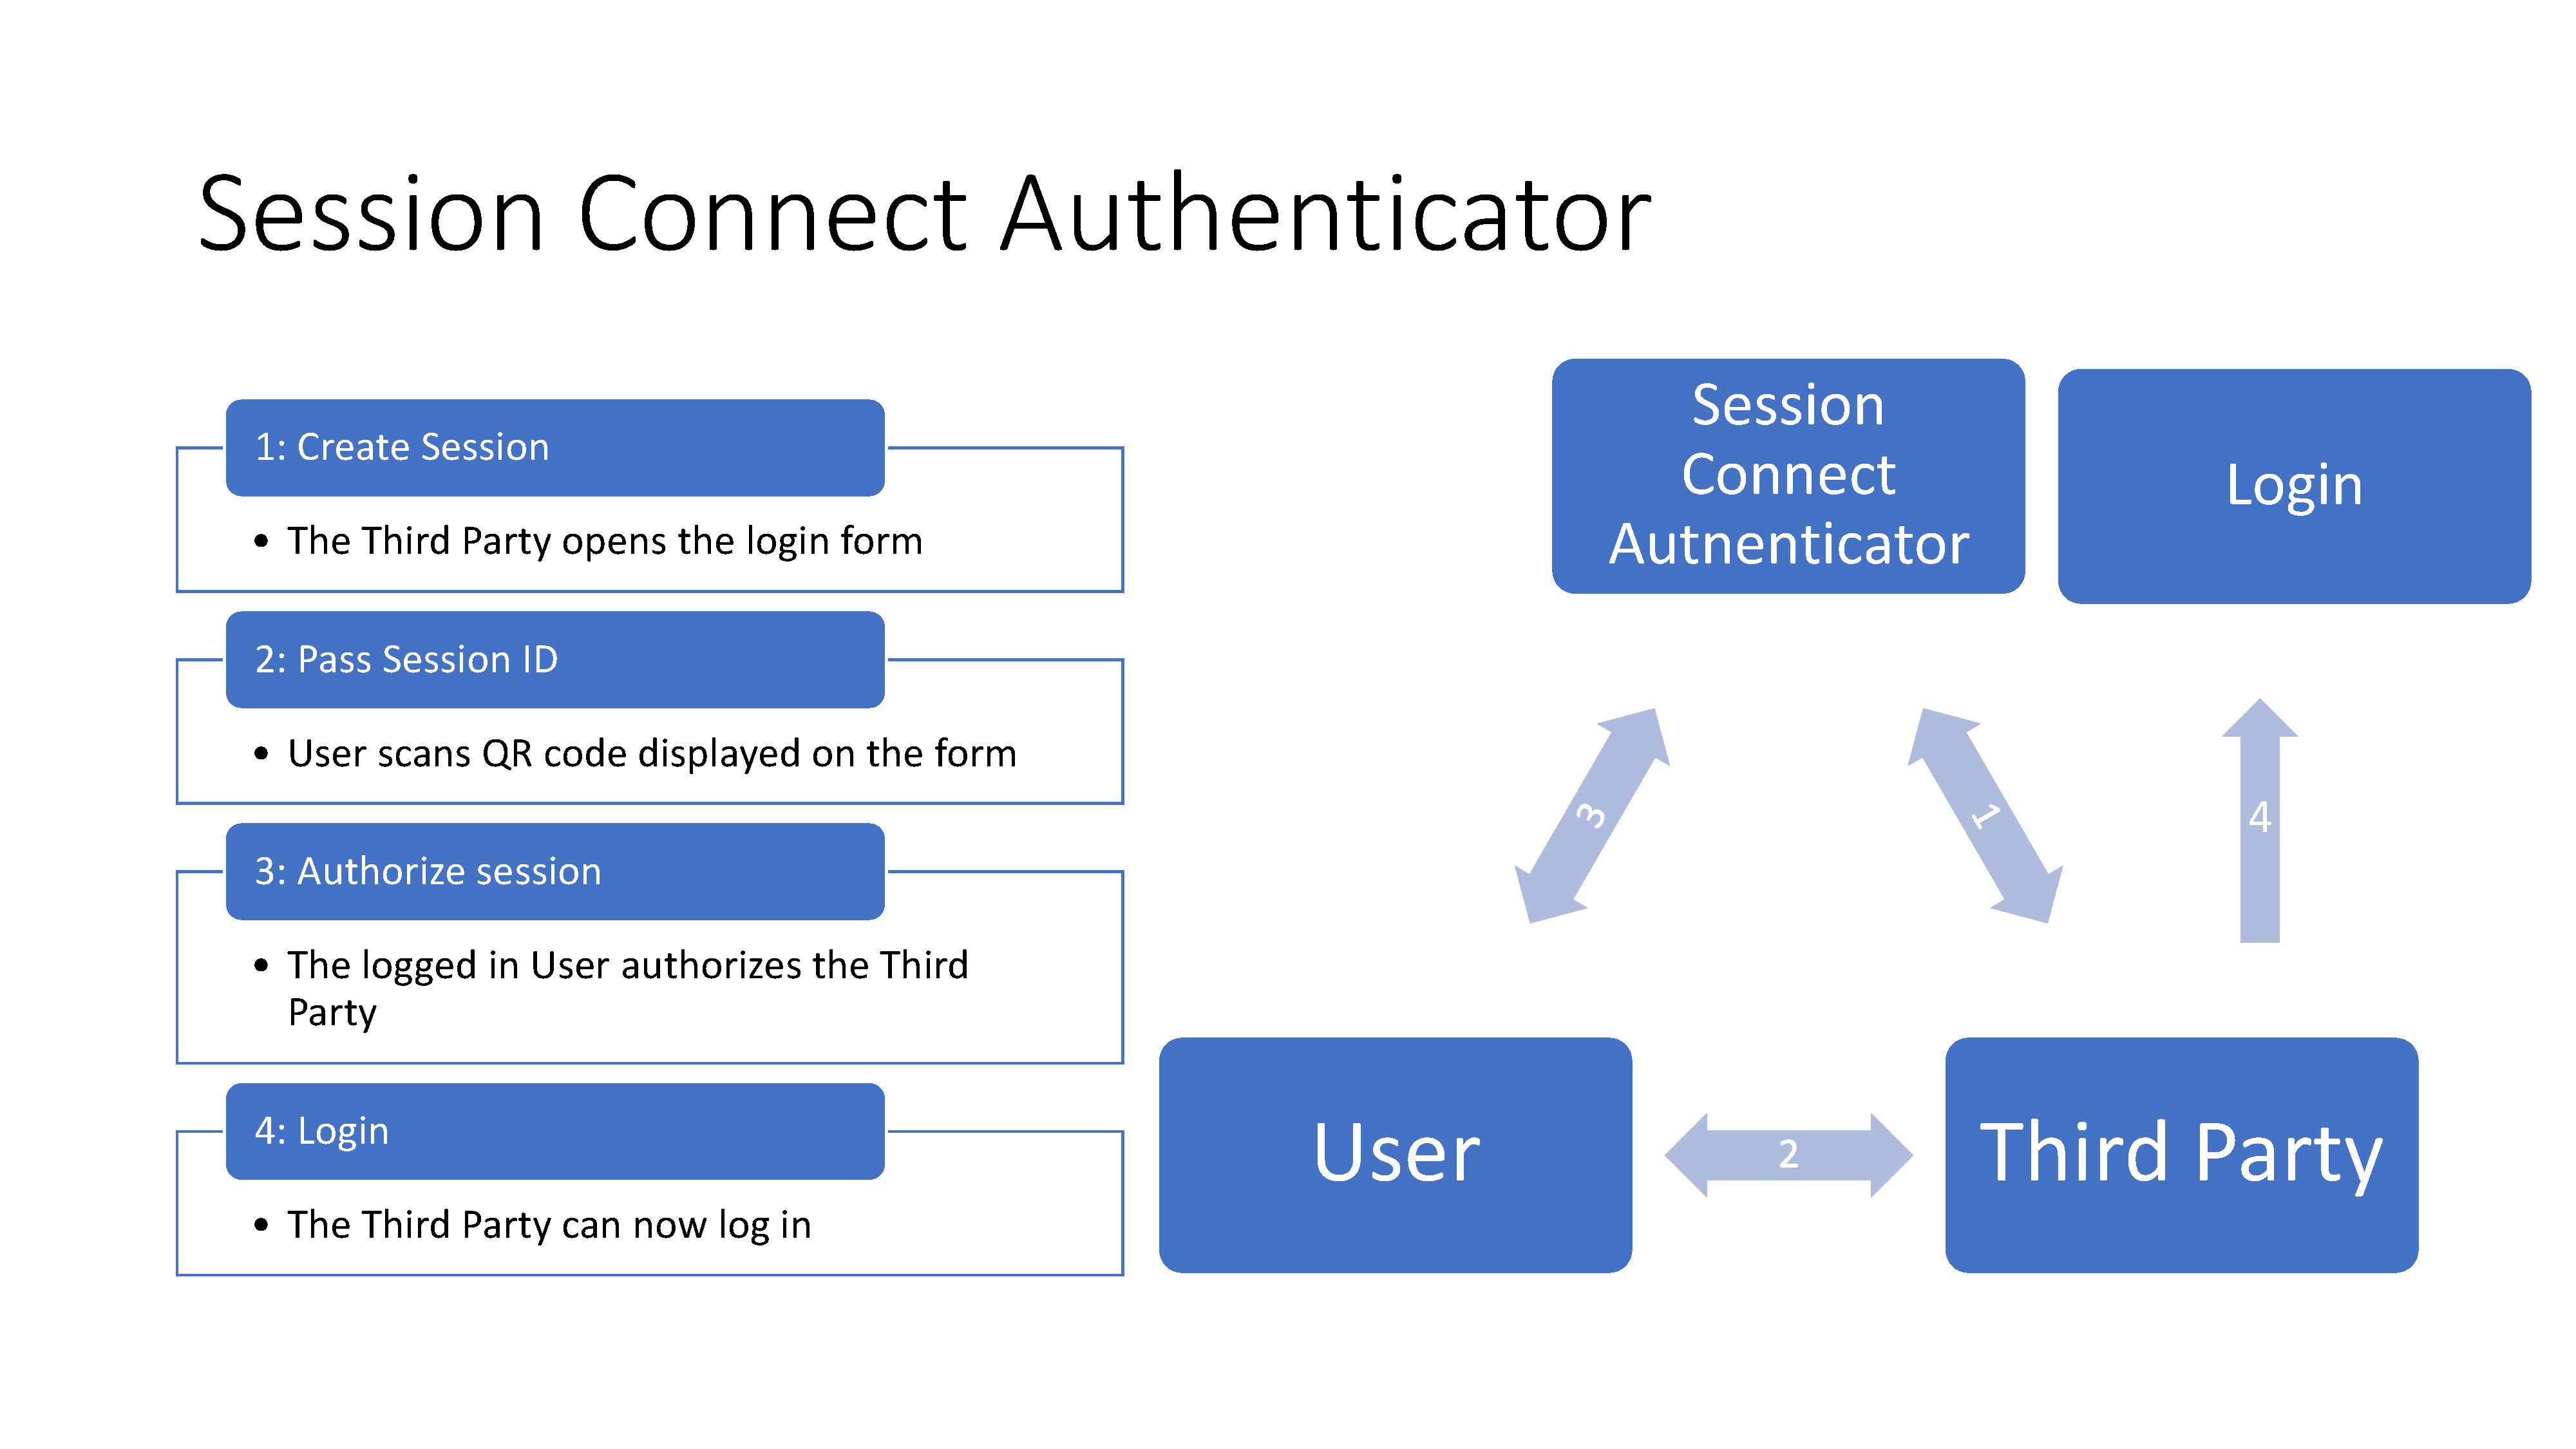 Session Connect Authenticator
1: Create Session
• The Third Party opens the login form
2: Pass Session ID
• User scans QR code displayed on the form
3: Authorize session
• The logged in User authorizes the Third
Party
4: Login
• The Third Party can now log in
Session
Connect
Autnenticator
Login
3
1
4
User
2
Third Party